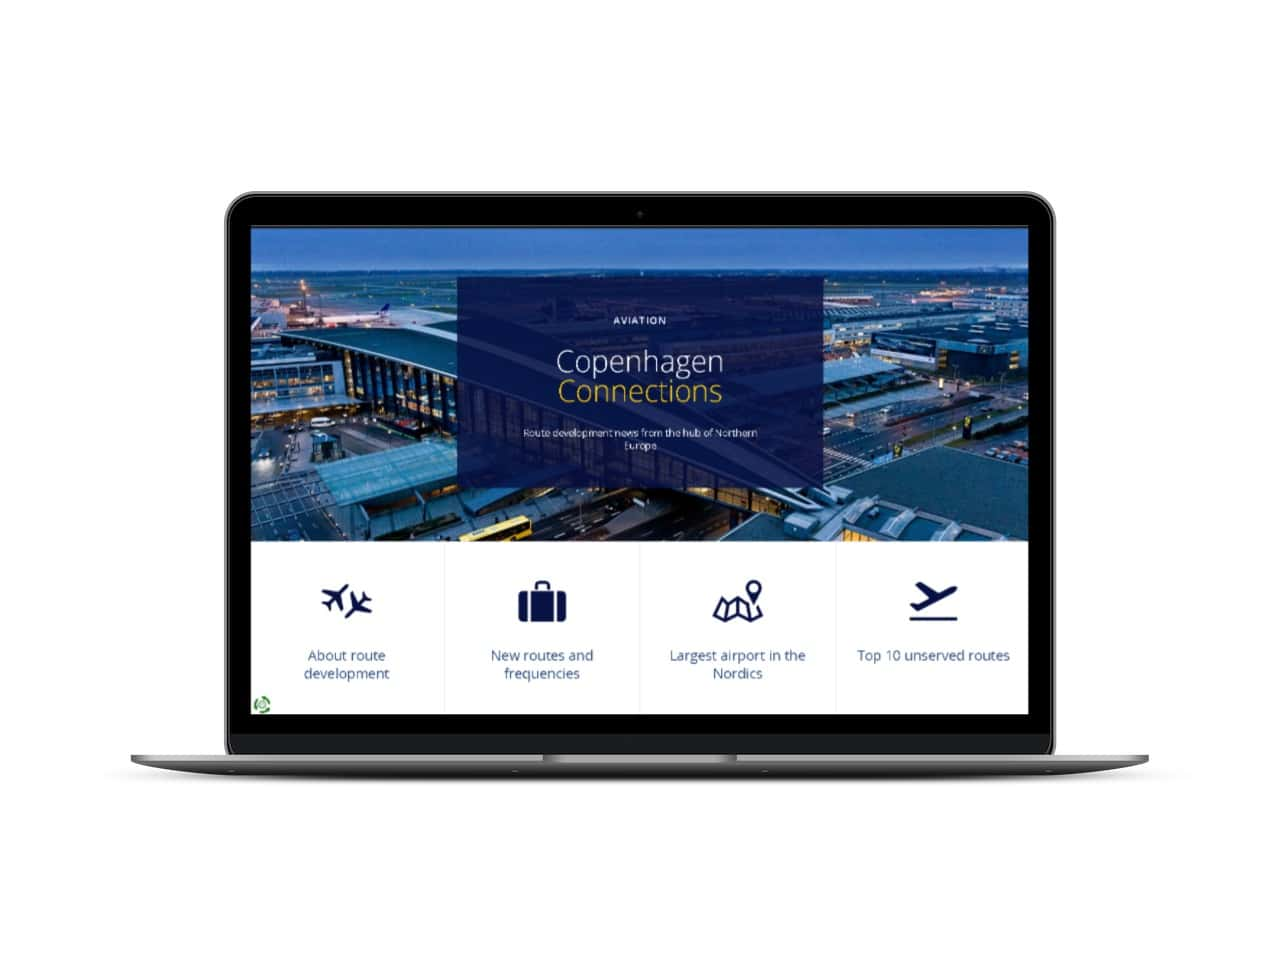 AVIATION
Copenhagen
Connections
Route development news from the hub of Northern
Europe
About route
development
New routes and
frequencies
Largest airport in the
Nordics
Top 10 unserved routes